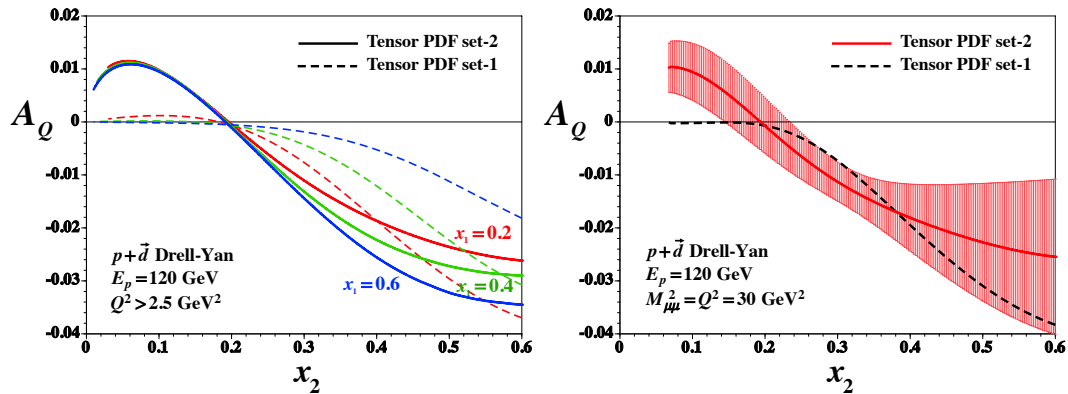 0.02
0.01
0
-0.01
-0.02
-0.03
-0.04
A_Q
Tensor PDF set-2
Tensor PDF set-1
x₁ = 0.2
x₁ = 0.4
x₁ = 0.6
p + d⃗ Drell-Yan
E_p = 120 GeV
Q² > 2.5 GeV²
0 0.1 0.2 0.3 0.4 0.5 0.6
x₂
0.02
0.01
0
-0.01
-0.02
-0.03
-0.04
A_Q
Tensor PDF set-2
Tensor PDF set-1
p + d⃗ Drell-Yan
E_p = 120 GeV
M²_μμ = Q² = 30 GeV²
0 0.1 0.2 0.3 0.4 0.5 0.6
x₂